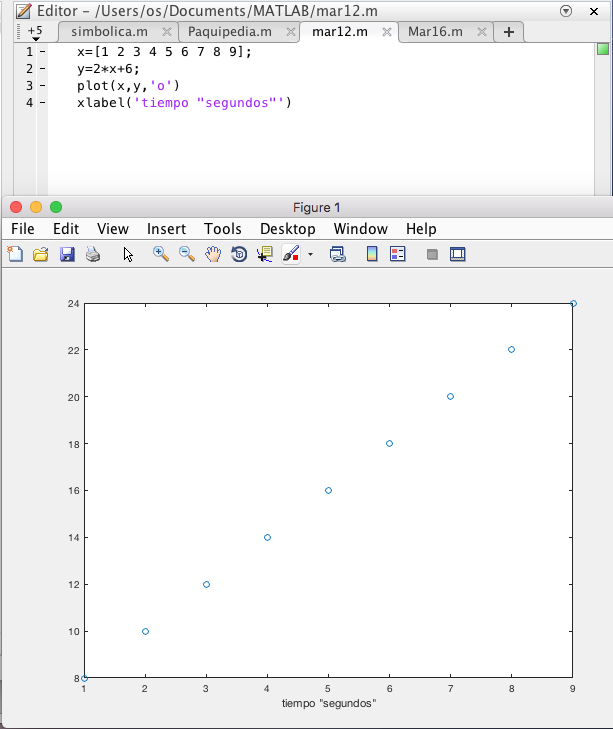 Editor – /Users/os/Documents/MATLAB/mar12.m
+5 simbolica.m Paquipedia.m mar12.m Mar16.m
1 – x=[1 2 3 4 5 6 7 8 9];
2 – y=2*x+6;
3 – plot(x,y,'o')
4 – xlabel('tiempo "segundos"')
Figure 1
File Edit View Insert Tools Desktop Window Help
24
22
20
18
16
14
12
10
8
1 2 3 4 5 6 7 8 9
tiempo "segundos"